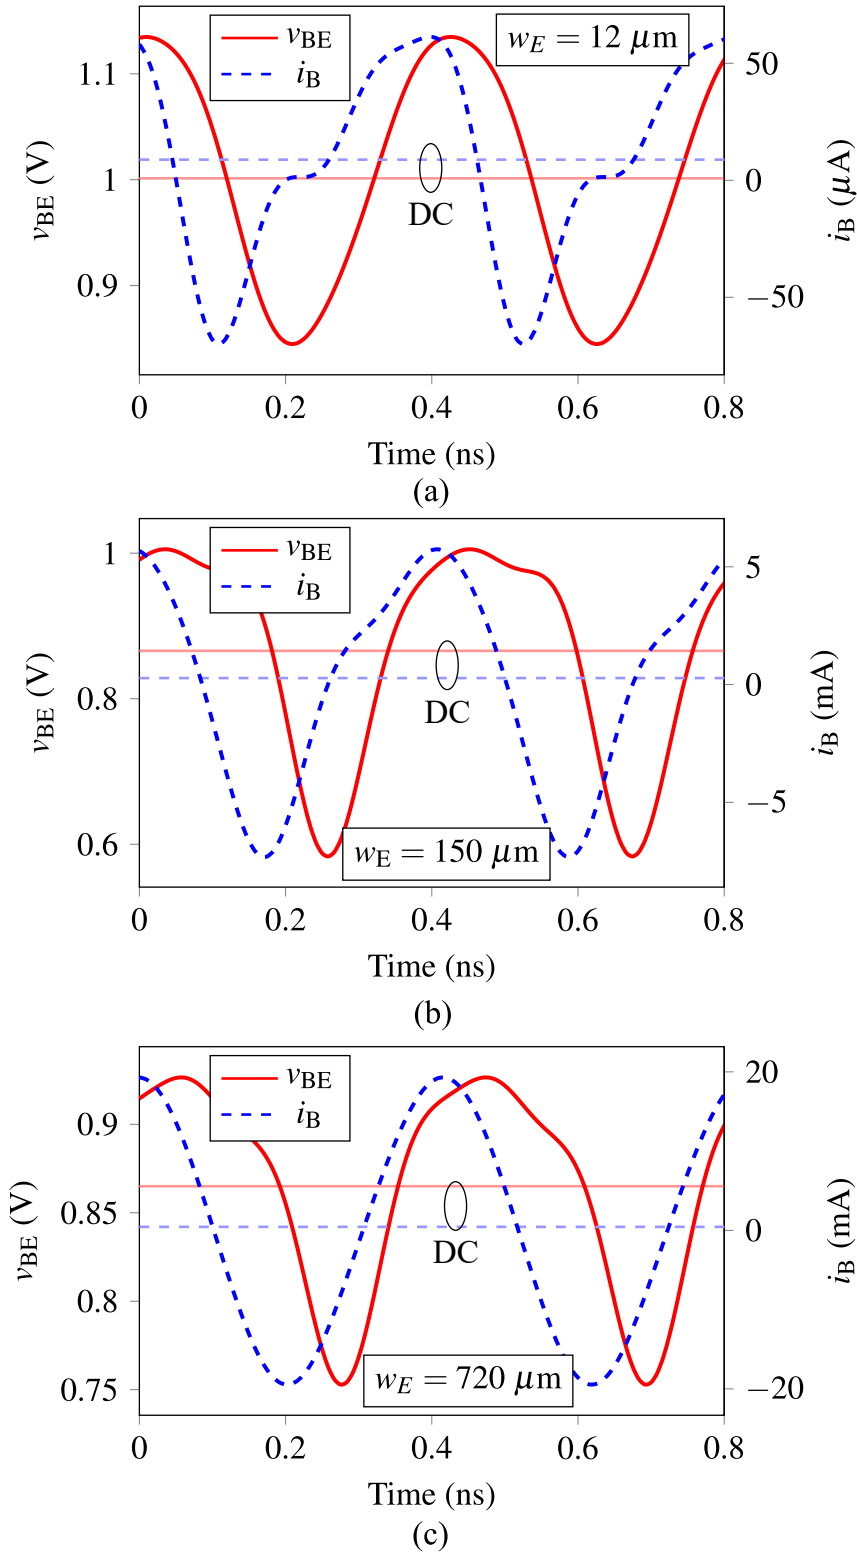 v_BE
i_B
w_E = 12 μm
1.1
1
0.9
50
0
−50
DC
v_BE (V)
i_B (μA)
0 0.2 0.4 0.6 0.8
Time (ns)
(a)
v_BE
i_B
1
0.8
0.6
5
0
−5
DC
v_BE (V)
i_B (mA)
w_E = 150 μm
0 0.2 0.4 0.6 0.8
Time (ns)
(b)
v_BE
i_B
0.9
0.85
0.8
0.75
20
0
−20
DC
v_BE (V)
i_B (mA)
w_E = 720 μm
0 0.2 0.4 0.6 0.8
Time (ns)
(c)